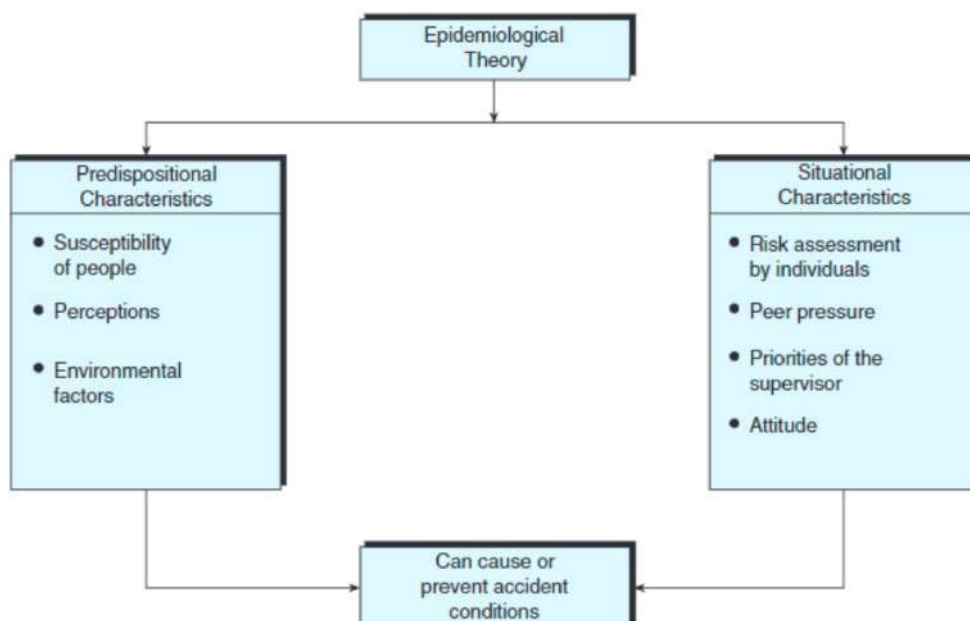 Epidemiological
Theory
Predispositional
Characteristics
• Susceptibility
of people
• Perceptions
• Environmental
factors
Situational
Characteristics
• Risk assessment
by individuals
• Peer pressure
• Priorities of the
supervisor
• Attitude
Can cause or
prevent accident
conditions